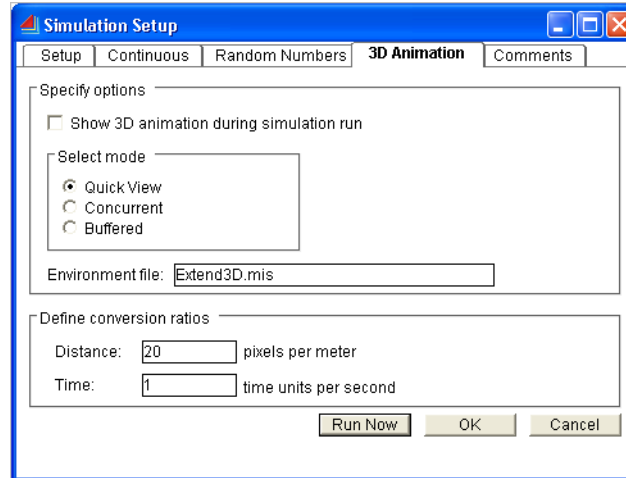 Simulation Setup
Setup Continuous Random Numbers 3D Animation Comments
Specify options
Show 3D animation during simulation run
Select mode
Quick View
Concurrent
Buffered
Environment file: Extend3D.mis
Define conversion ratios
Distance: 20 pixels per meter
Time: 1 time units per second
Run Now OK Cancel